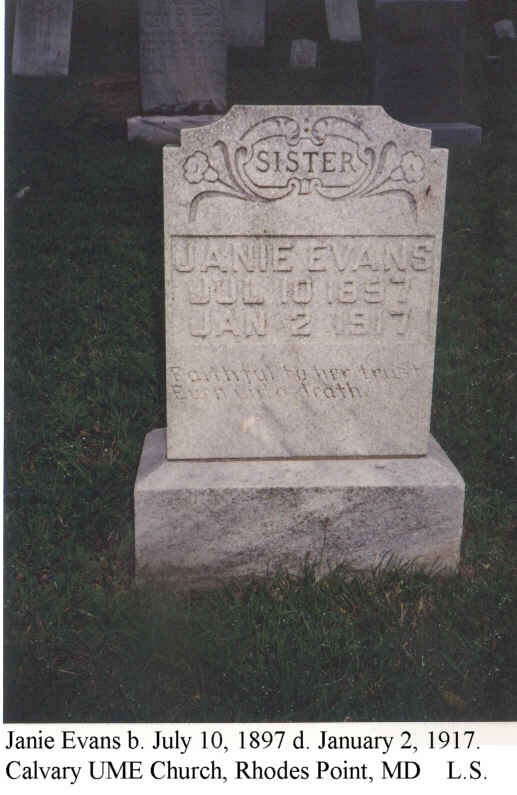 SISTER
JANIE EVANS
JUL 10 1897
JAN 2 1917
Faithful to her trust
Even unto death.
Janie Evans b. July 10, 1897 d. January 2, 1917.
Calvary UME Church, Rhodes Point, MD L.S.